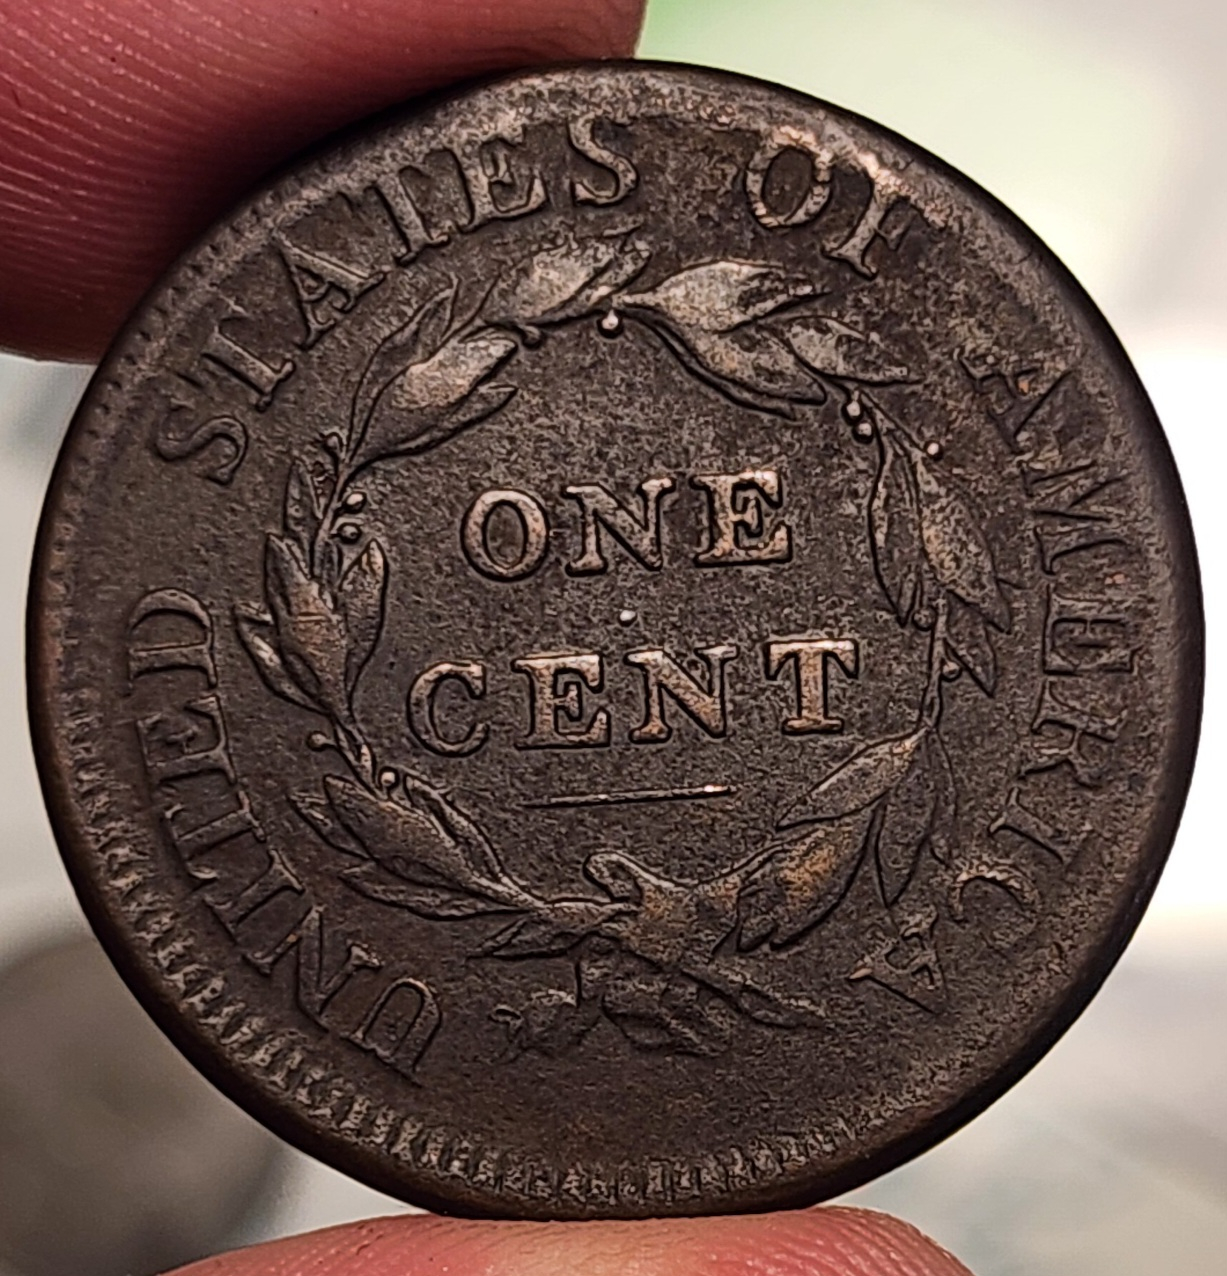 UNITED STATES OF AMERICA
ONE
CENT